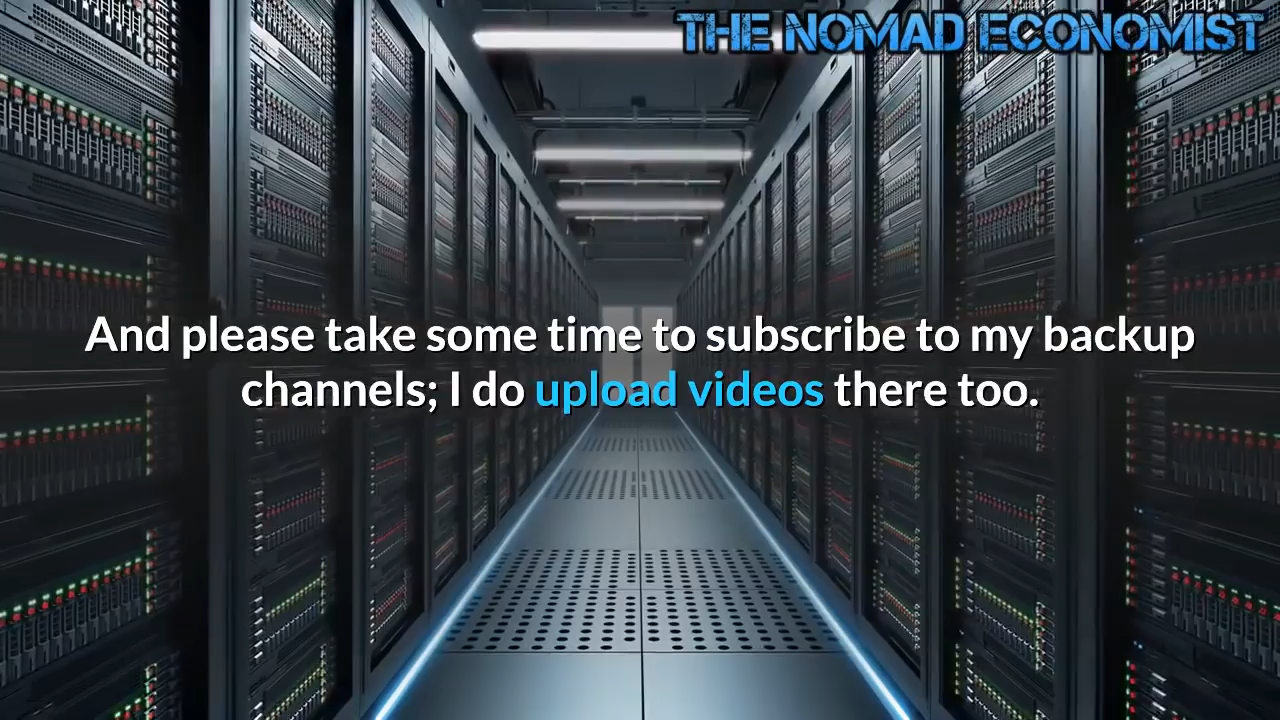 THE NOMAD ECONOMIST
And please take some time to subscribe to my backup
channels; I do upload videos there too.